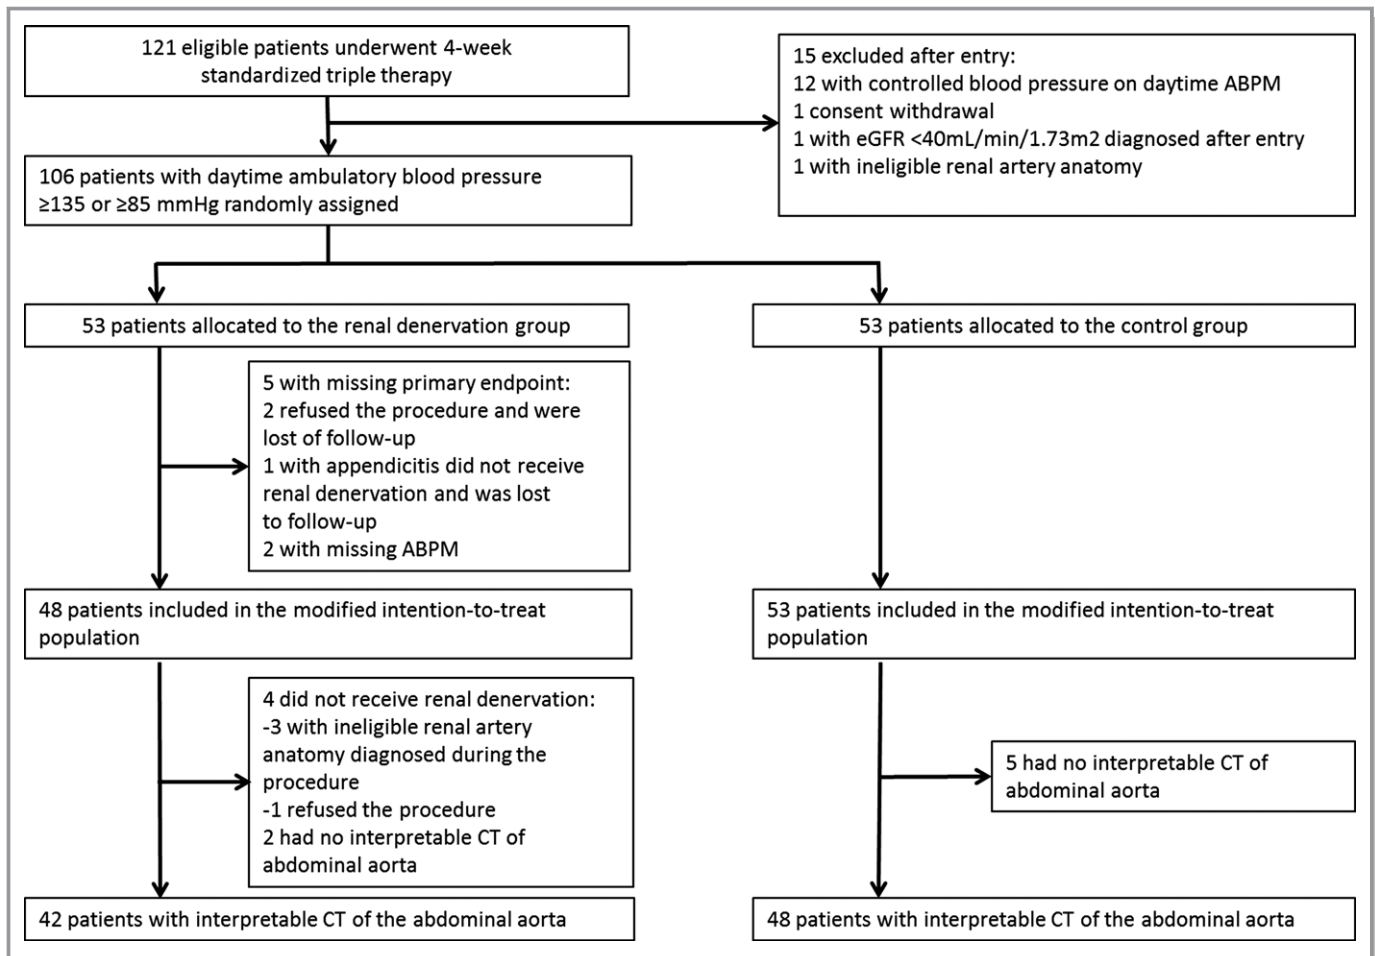 121 eligible patients underwent 4-week
standardized triple therapy
15 excluded after entry:
12 with controlled blood pressure on daytime ABPM
1 consent withdrawal
1 with eGFR <40mL/min/1.73m2 diagnosed after entry
1 with ineligible renal artery anatomy
106 patients with daytime ambulatory blood pressure
≥135 or ≥85 mmHg randomly assigned
53 patients allocated to the renal denervation group
53 patients allocated to the control group
5 with missing primary endpoint:
2 refused the procedure and were
lost of follow-up
1 with appendicitis did not receive
renal denervation and was lost
to follow-up
2 with missing ABPM
48 patients included in the modified intention-to-treat
population
53 patients included in the modified intention-to-treat
population
4 did not receive renal denervation:
-3 with ineligible renal artery
anatomy diagnosed during the
procedure
-1 refused the procedure
2 had no interpretable CT of
abdominal aorta
5 had no interpretable CT of
abdominal aorta
42 patients with interpretable CT of the abdominal aorta
48 patients with interpretable CT of the abdominal aorta